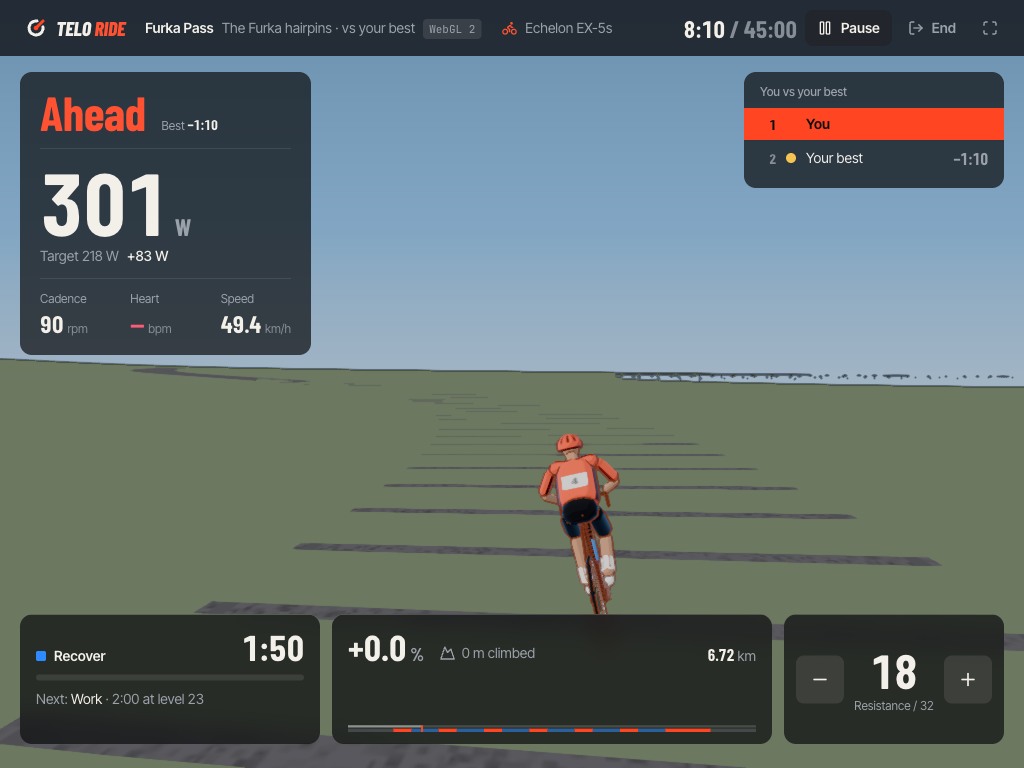 TELO RIDE Furka Pass The Furka hairpins · vs your best WebGL 2 Echelon EX-5s 8:10 / 45:00 Pause End
Ahead Best −1:10
301 W
Target 218 W +83 W
Cadence Heart Speed
90 rpm – bpm 49.4 km/h
You vs your best
1 You
2 Your best −1:10
4
Recover 1:50
Next: Work · 2:00 at level 23
+0.0 % 0 m climbed 6.72 km
− 18 +
Resistance / 32